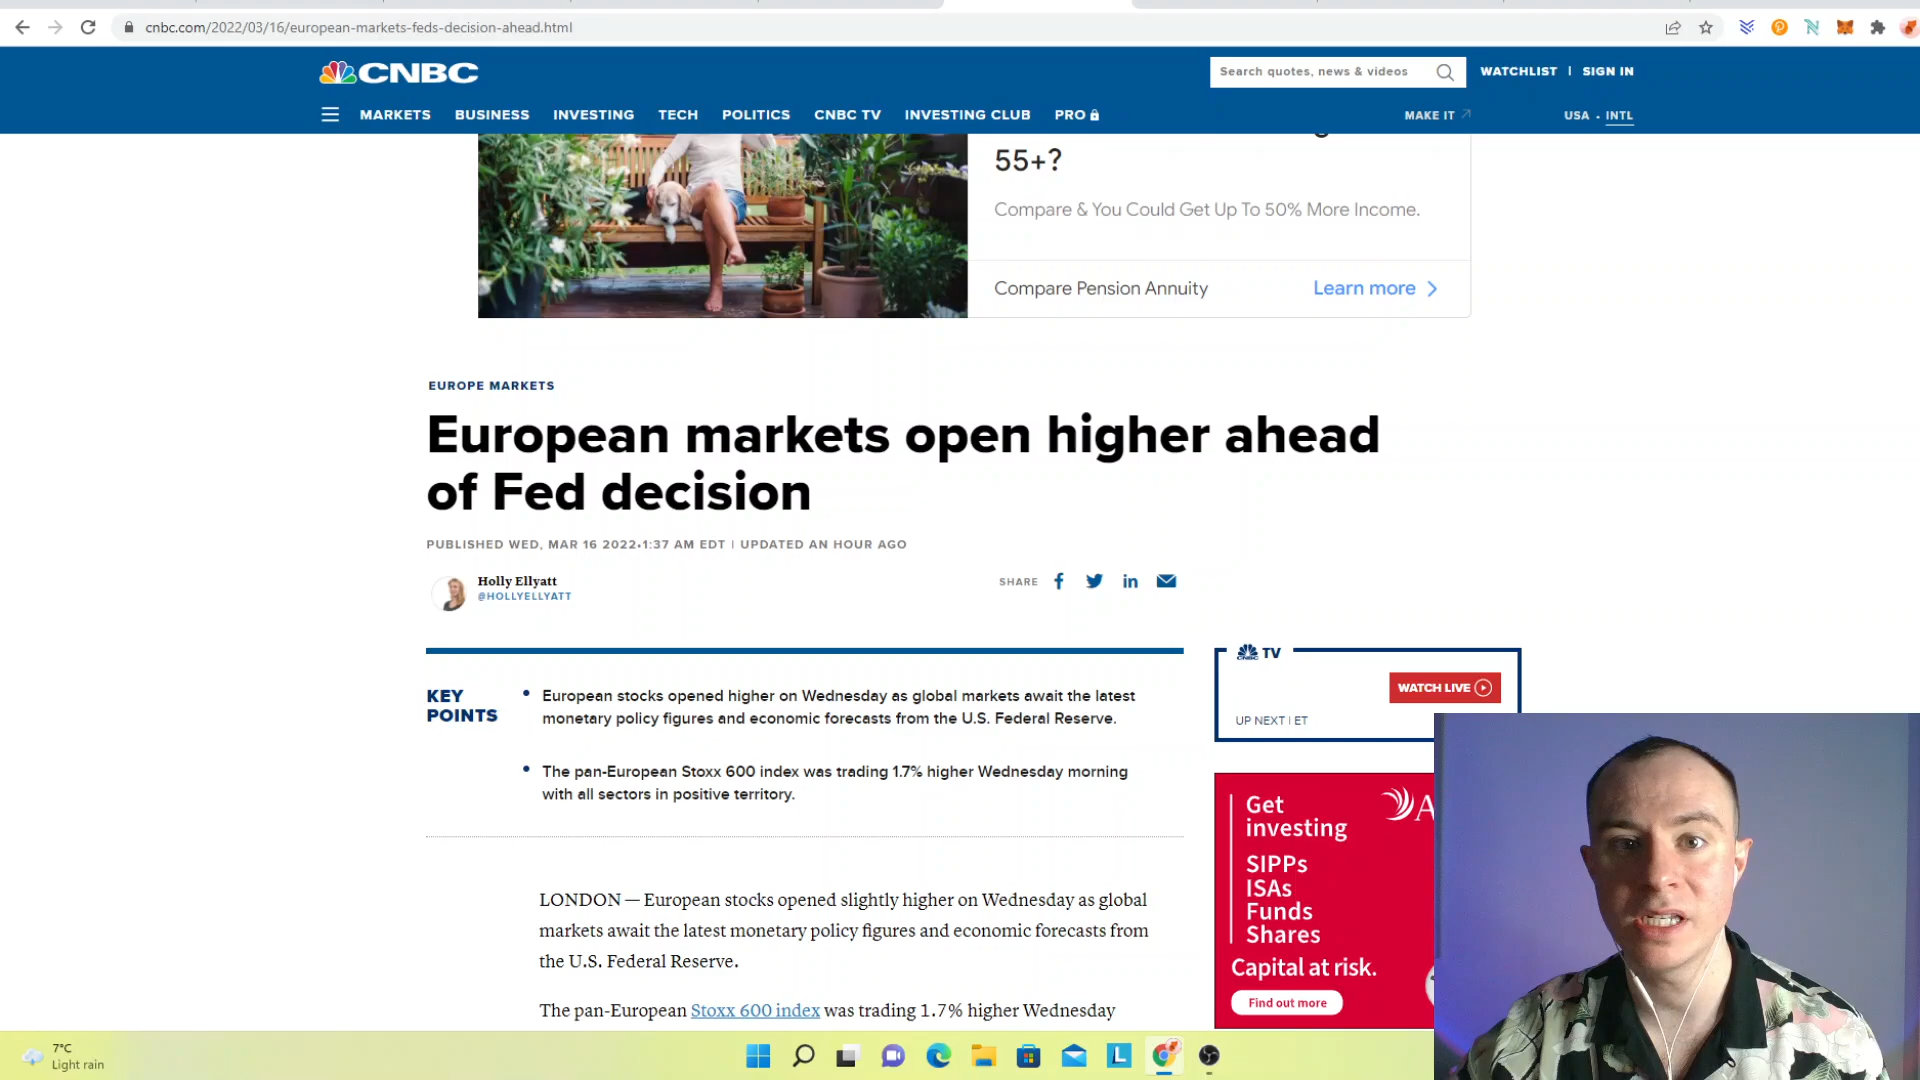 cnbc.com/2022/03/16/european-markets-feds-decision-ahead.html
CNBC
Search quotes, news & videos
WATCHLIST | SIGN IN
MARKETS BUSINESS INVESTING TECH POLITICS CNBC TV INVESTING CLUB PRO
MAKE IT
USA • INTL
55+?
Compare & You Could Get Up To 50% More Income.
Compare Pension Annuity
Learn more
EUROPE MARKETS
European markets open higher ahead
of Fed decision
PUBLISHED WED, MAR 16 2022•1:37 AM EDT | UPDATED AN HOUR AGO
Holly Ellyatt
@HOLLYELLYATT
SHARE
KEY
POINTS
European stocks opened higher on Wednesday as global markets await the latest
monetary policy figures and economic forecasts from the U.S. Federal Reserve.
The pan-European Stoxx 600 index was trading 1.7% higher Wednesday morning
with all sectors in positive territory.
LONDON — European stocks opened slightly higher on Wednesday as global
markets await the latest monetary policy figures and economic forecasts from
the U.S. Federal Reserve.
The pan-European Stoxx 600 index was trading 1.7% higher Wednesday
CNBC TV
WATCH LIVE
UP NEXT | ET
Get
investing
SIPPs
ISAs
Funds
Shares
Capital at risk.
Find out more
A
7°C
Light rain
L